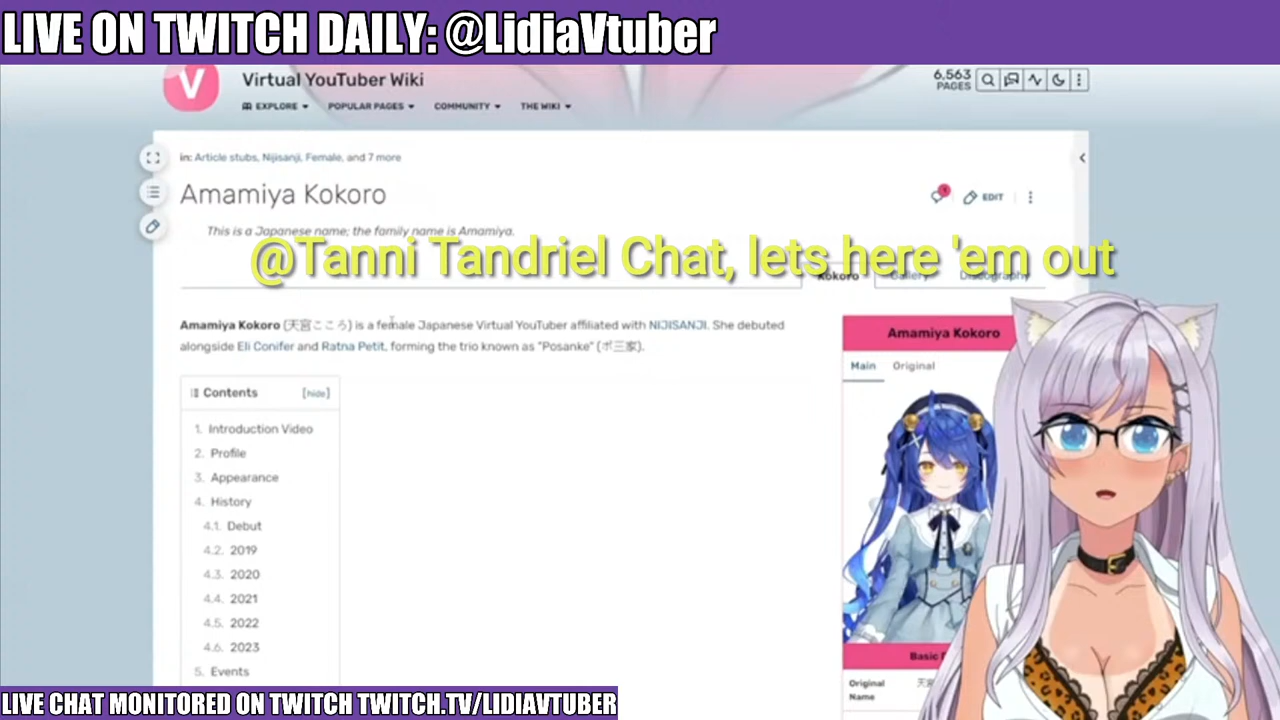 LIVE ON TWITCH DAILY: @LidiaVtuber
Virtual YouTuber Wiki
6,563
PAGES
EXPLORE
POPULAR PAGES
COMMUNITY
THE WIKI
in: Article stubs, Nijisanji, Female, and 7 more
Amamiya Kokoro
EDIT
This is a Japanese name; the family name is Amamiya.
@Tanni Tandriel Chat, lets here 'em out
Kokoro
Gallery
Discography
Amamiya Kokoro (天宮こころ) is a female Japanese Virtual YouTuber affiliated with NIJISANJI. She debuted
alongside Eli Conifer and Ratna Petit, forming the trio known as "Posanke" (ポ三家).
Amamiya Kokoro
Main
Original
Contents
[hide]
1. Introduction Video
2. Profile
3. Appearance
4. History
4.1. Debut
4.2. 2019
4.3. 2020
4.4. 2021
4.5. 2022
4.6. 2023
5. Events
Basic
Original
Name
LIVE CHAT MONITORED ON TWITCH TWITCH.TV/LIDIAVTUBER